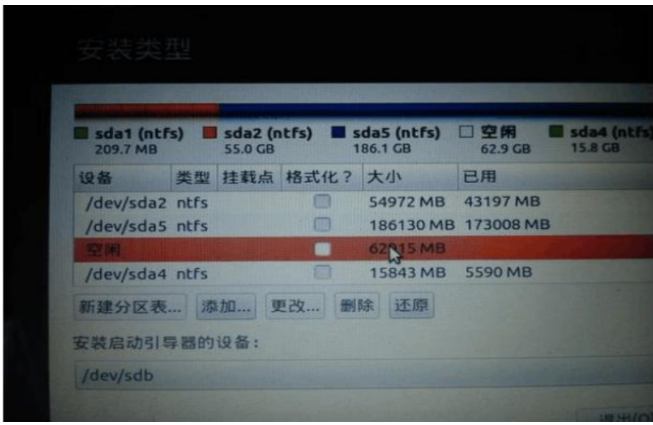 安装类型
sda1 (ntfs) sda2 (ntfs) sda5 (ntfs) 空闲 sda4 (ntfs)
209.7 MB 55.0 GB 186.1 GB 62.9 GB 15.8 GB
设备 类型 挂载点 格式化？ 大小 已用
/dev/sda2 ntfs 54972 MB 43197 MB
/dev/sda5 ntfs 186130 MB 173008 MB
空闲 62915 MB
/dev/sda4 ntfs 15843 MB 5590 MB
新建分区表... 添加... 更改... 删除 还原
安装启动引导器的设备：
/dev/sdb
退出(Q